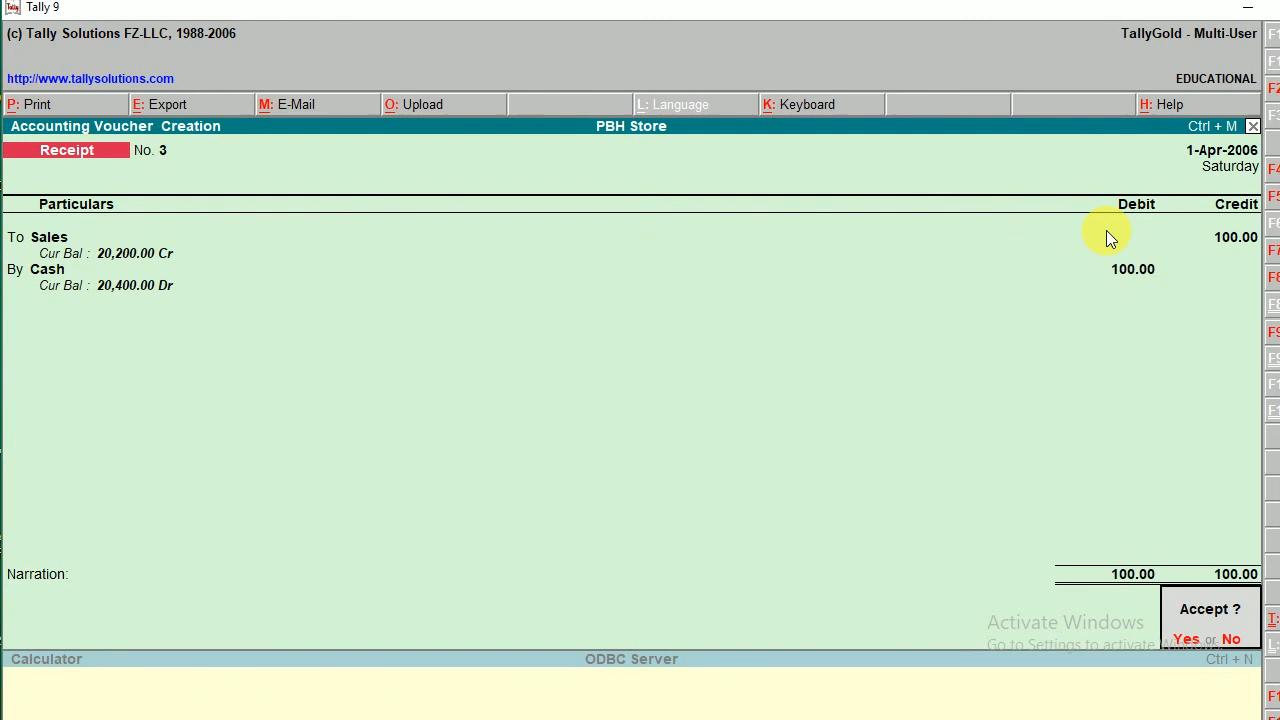 Tally 9
(c) Tally Solutions FZ-LLC, 1988-2006 TallyGold - Multi-User
http://www.tallysolutions.com EDUCATIONAL
P: Print E: Export M: E-Mail O: Upload L: Language K: Keyboard H: Help
Accounting Voucher Creation PBH Store Ctrl + M
Receipt No. 3 1-Apr-2006
Saturday
Particulars Debit Credit
To Sales 100.00
Cur Bal : 20,200.00 Cr
By Cash 100.00
Cur Bal : 20,400.00 Dr
Narration: 100.00 100.00
Accept ?
Activate Windows
Yes or No
Go to Settings to activate Windows.
Calculator ODBC Server Ctrl + N